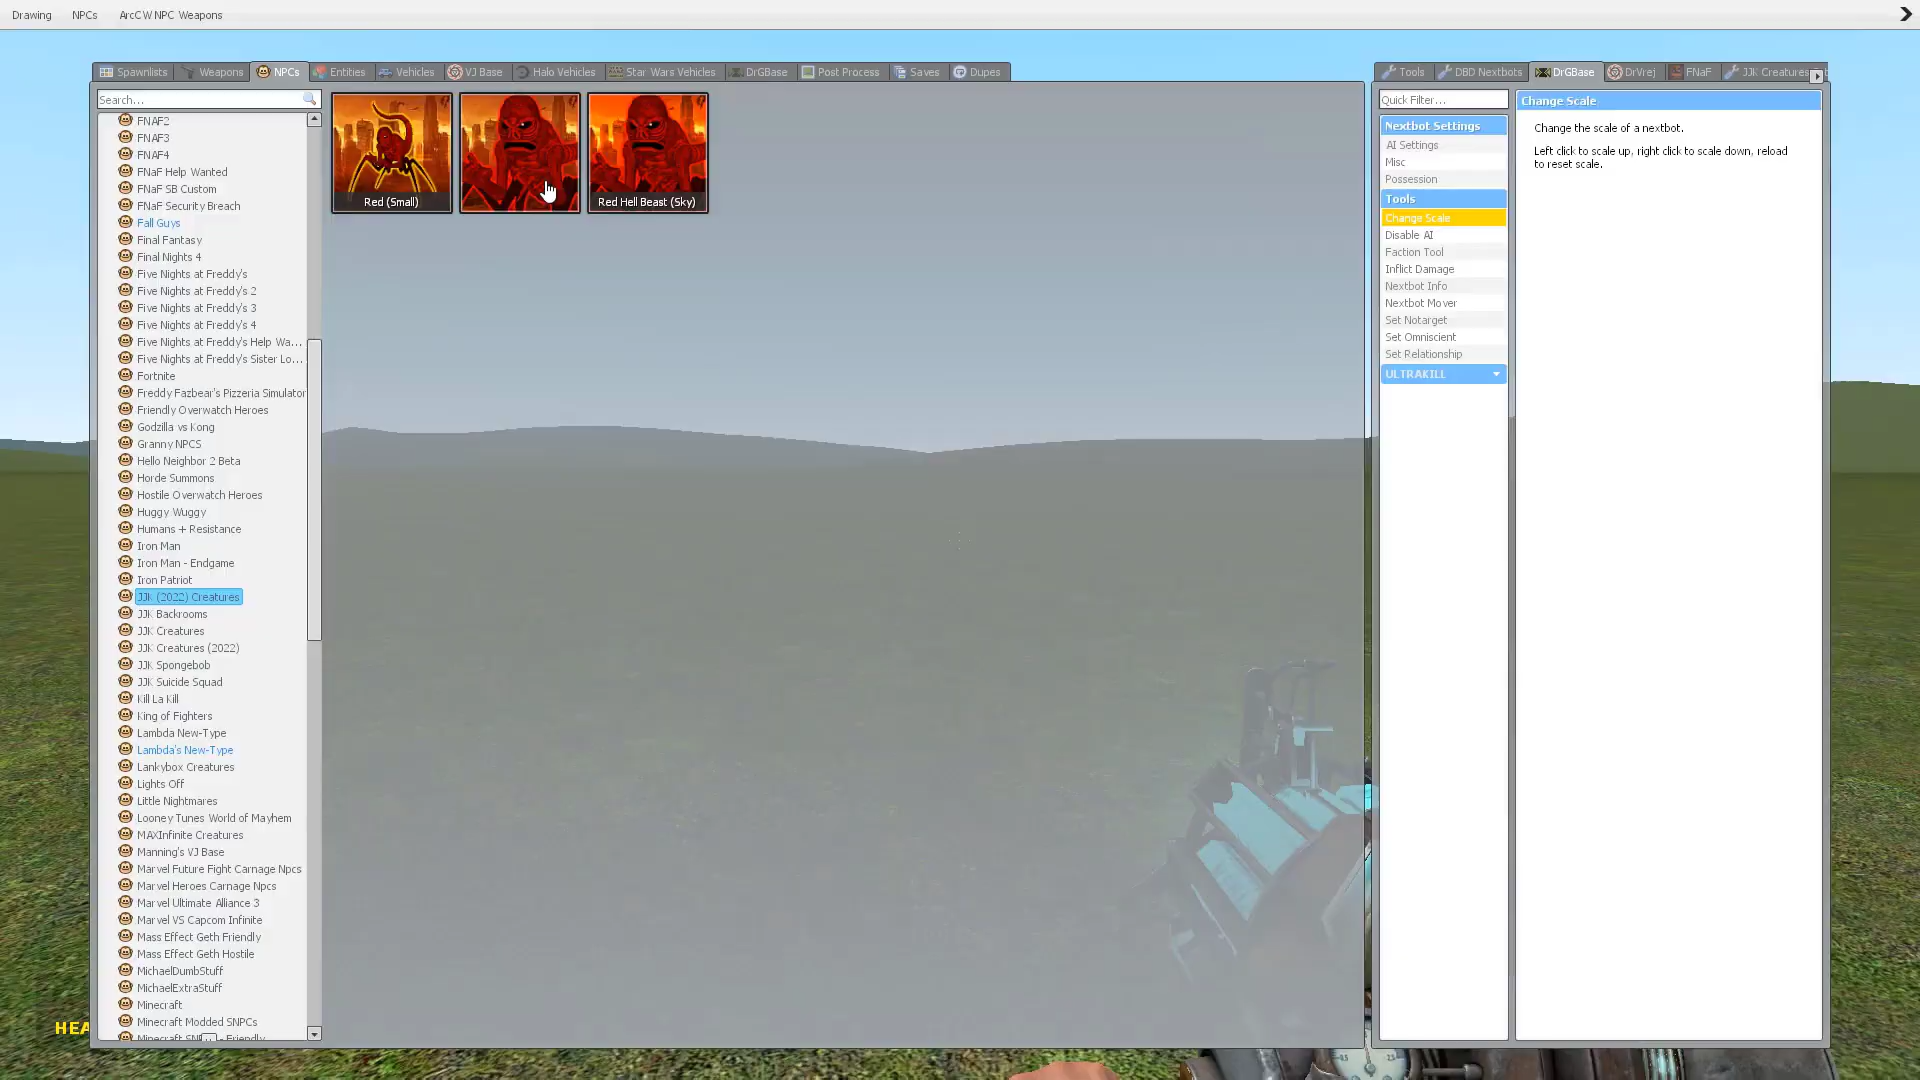 Drawing NPCs ArcCW NPC Weapons
Spawnlists Weapons NPCs Entities Vehicles VJ Base Halo Vehicles Star Wars Vehicles DrGBase Post Process Saves Dupes
Search...
FNAF2
FNAF3
FNAF4
FNaF Help Wanted
FNaF SB Custom
FNaF Security Breach
Fall Guys
Final Fantasy
Final Nights 4
Five Nights at Freddy's
Five Nights at Freddy's 2
Five Nights at Freddy's 3
Five Nights at Freddy's 4
Five Nights at Freddy's Help Wa...
Five Nights at Freddy's Sister Lo...
Fortnite
Freddy Fazbear's Pizzeria Simulator
Friendly Overwatch Heroes
Godzilla vs Kong
Granny NPCS
Hello Neighbor 2 Beta
Horde Summons
Hostile Overwatch Heroes
Huggy Wuggy
Humans + Resistance
Iron Man
Iron Man - Endgame
Iron Patriot
JJK (2022) Creatures
JJK Backrooms
JJK Creatures
JJK Creatures (2022)
JJK Spongebob
JJK Suicide Squad
Kill La Kill
King of Fighters
Lambda New-Type
Lambda's New-Type
Lankybox Creatures
Lights Off
Little Nightmares
Looney Tunes World of Mayhem
MAXInfinite Creatures
Manning's VJ Base
Marvel Future Fight Carnage Npcs
Marvel Heroes Carnage Npcs
Marvel Ultimate Alliance 3
Marvel VS Capcom Infinite
Mass Effect Geth Friendly
Mass Effect Geth Hostile
MichaelDumbStuff
MichaelExtraStuff
Minecraft
Minecraft Modded SNPCs
Minecraft - Friendly
Red (Small)
Red Hell Beast (Sky)
Tools DBD Nextbots DrGBase DrVrej FNaF JJK Creatures
Quick Filter...
Nextbot Settings
AI Settings
Misc
Possession
Tools
Change Scale
Disable AI
Faction Tool
Inflict Damage
Nextbot Info
Nextbot Mover
Set Notarget
Set Omniscient
Set Relationship
ULTRAKILL
Change Scale
Change the scale of a nextbot.
Left click to scale up, right click to scale down, reload
to reset scale.
HEA